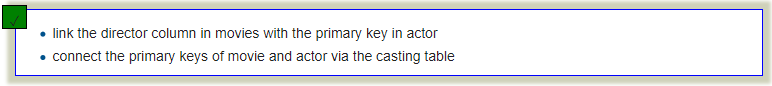 link the director column in movies with the primary key in actor
connect the primary keys of movie and actor via the casting table